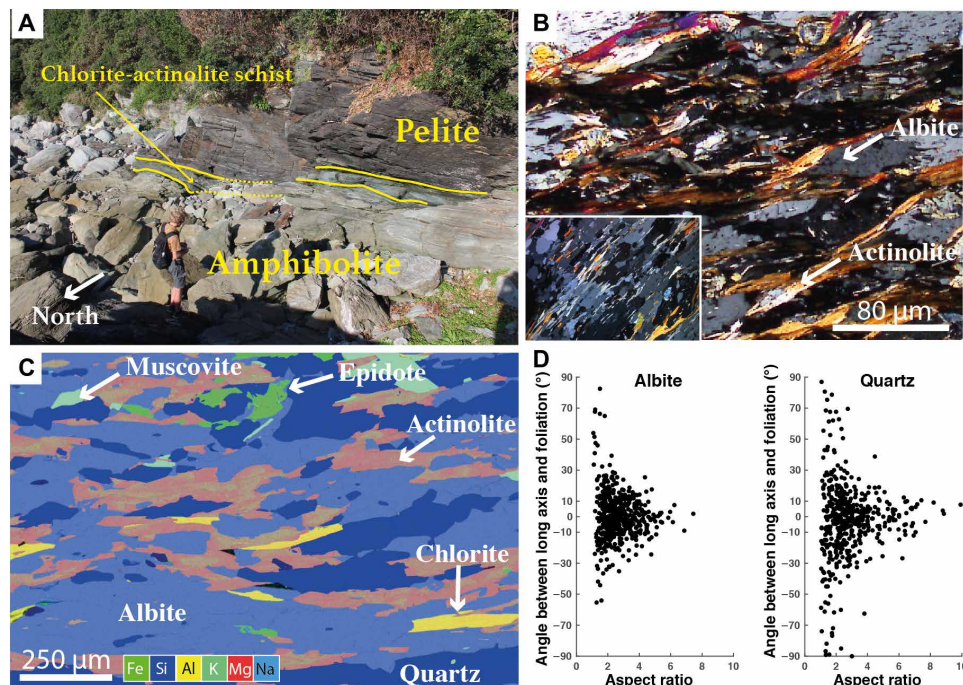 A
Chlorite-actinolite schist
Pelite
Amphibolite
North
B
Albite
Actinolite
80 μm
C
Muscovite
Epidote
Actinolite
Chlorite
Albite
Quartz
250 μm
Fe Si Al K Mg Na
D
Albite
Angle between long axis and foliation (°)
90
70
50
30
10
0
−10
−30
−50
−70
−90
0 2 4 6 8 10
Aspect ratio
Quartz
Angle between long axis and foliation (°)
90
70
50
30
10
0
−10
−30
−50
−70
−90
0 2 4 6 8 10
Aspect ratio